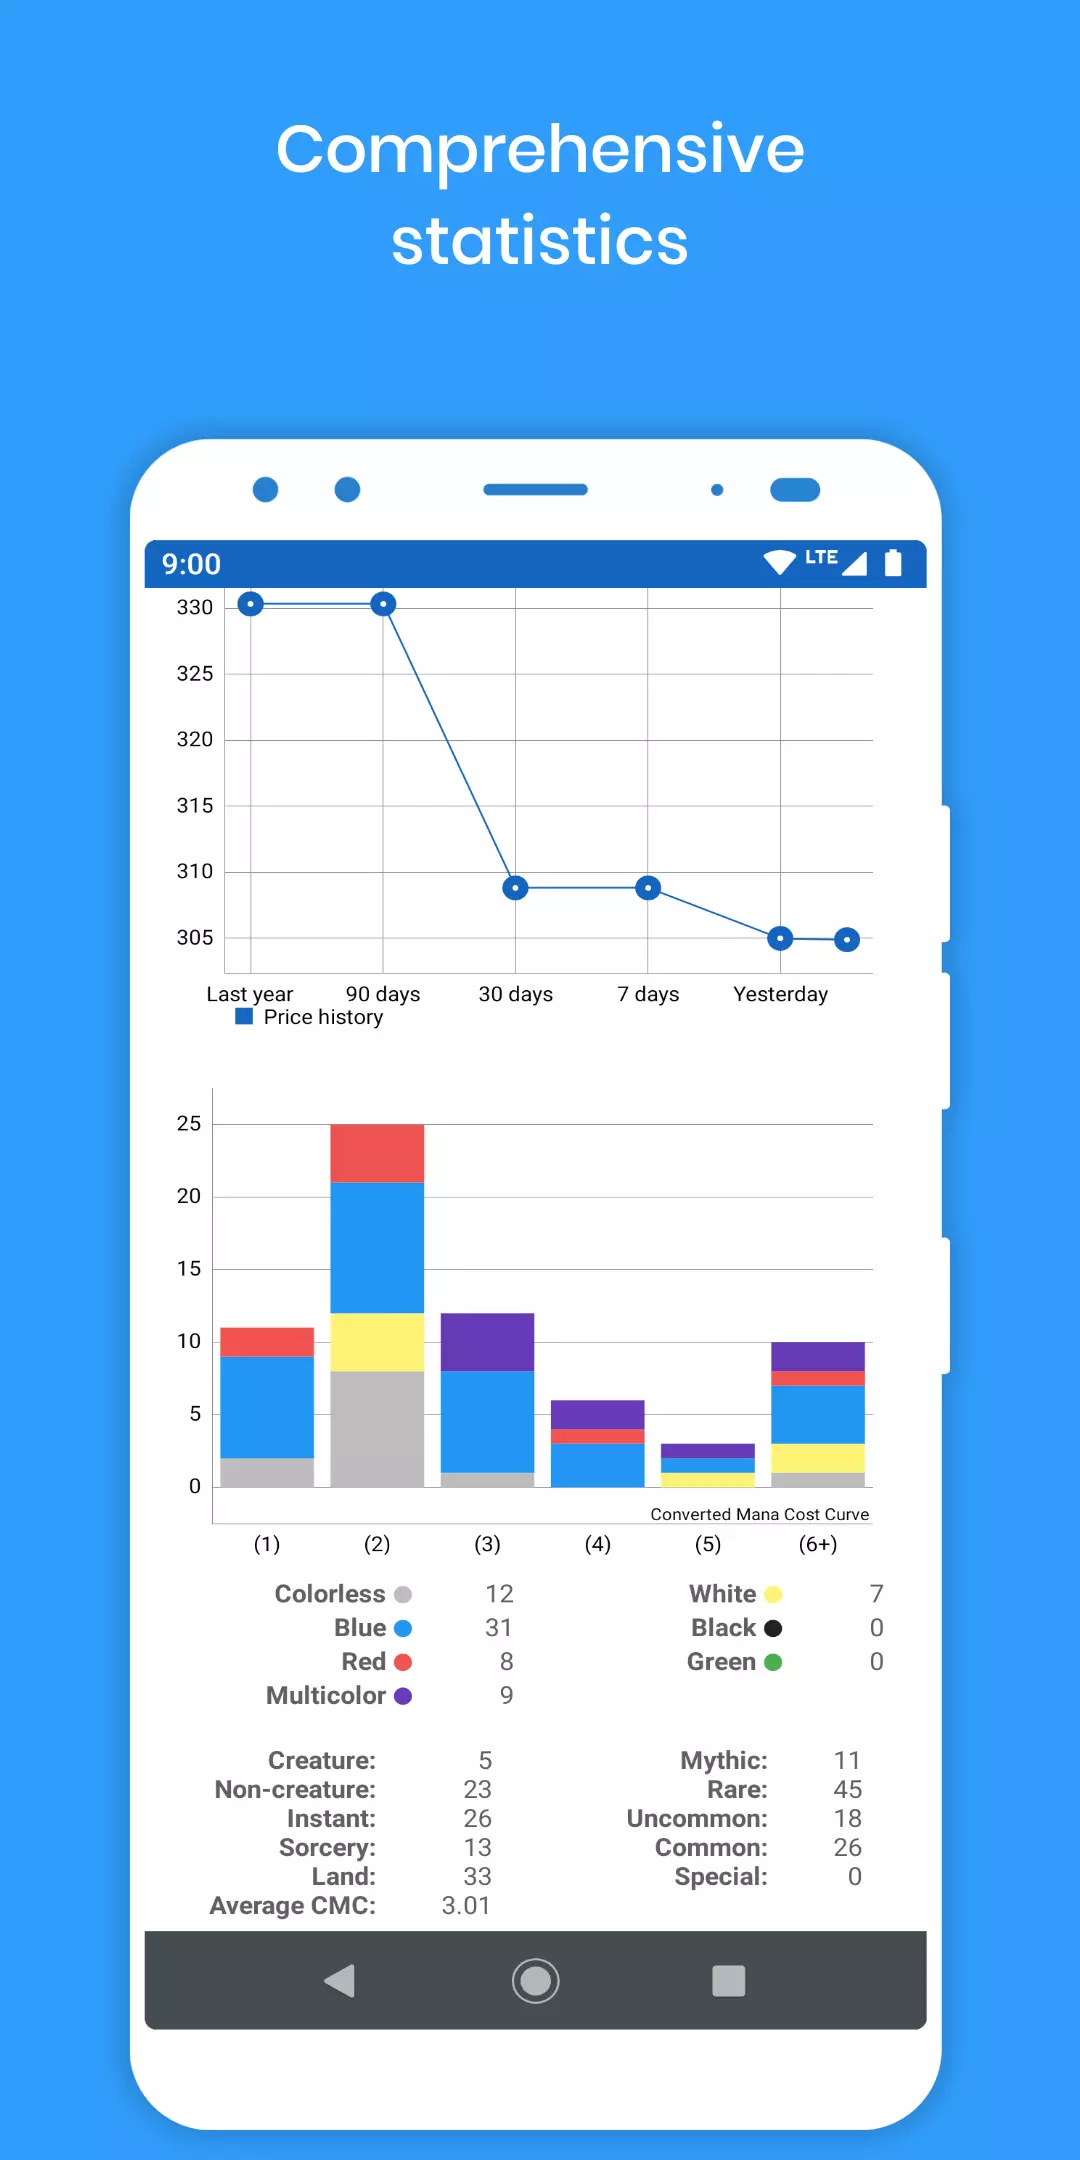 Comprehensive
statistics
9:00 LTE
330
325
320
315
310
305
Last year 90 days 30 days 7 days Yesterday
Price history
25
20
15
10
5
0
Converted Mana Cost Curve
(1) (2) (3) (4) (5) (6+)
Colorless 12 White 7
Blue 31 Black 0
Red 8 Green 0
Multicolor 9
Creature: 5 Mythic: 11
Non-creature: 23 Rare: 45
Instant: 26 Uncommon: 18
Sorcery: 13 Common: 26
Land: 33 Special: 0
Average CMC: 3.01